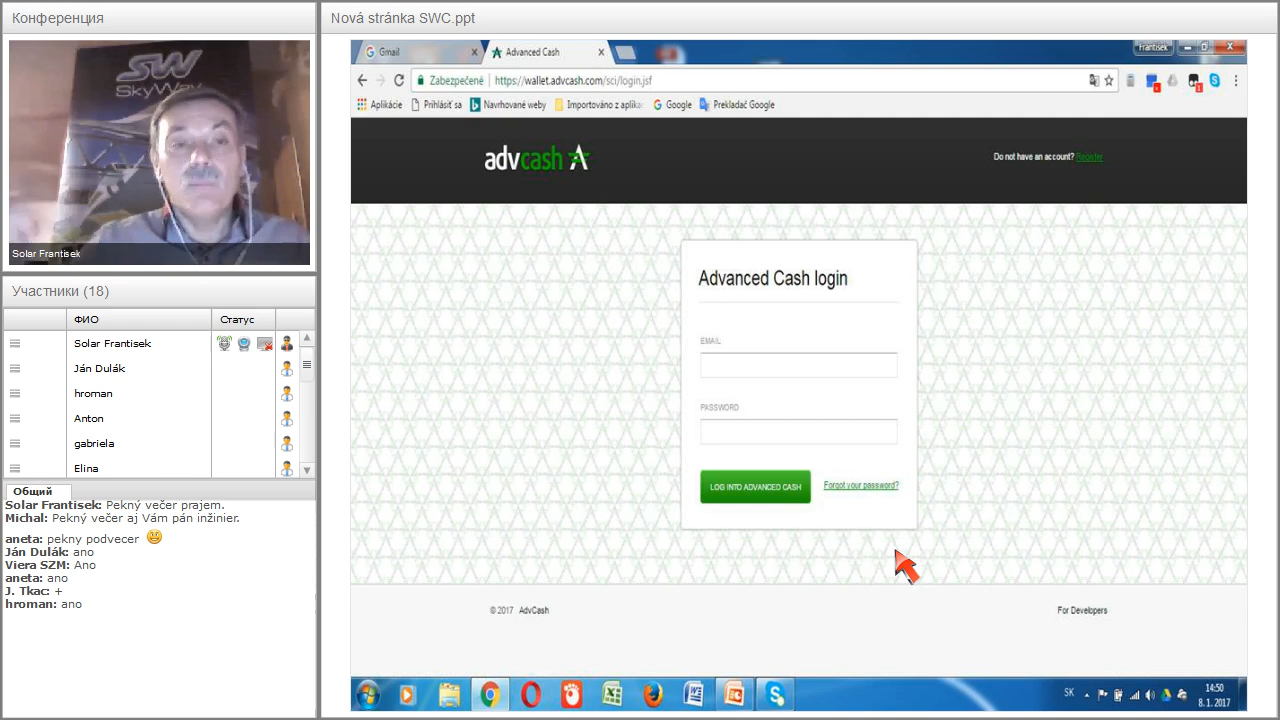 Конференция
SW
SkyWay
Solar Frantisek
Участники (18)
ФИО
Статус
Solar Frantisek
Ján Dulák
hroman
Anton
gabriela
Elina
Общий
Solar Frantisek: Pekný večer prajem.
Michal: Pekný večer aj Vám pán inžinier.
aneta: pekny podvecer
Ján Dulák: ano
Viera SZM: Ano
aneta: ano
J. Tkac: +
hroman: ano
Nová stránka SWC.ppt
Gmail
Advanced Cash
František
Zabezpečené
https://wallet.advcash.com/sci/login.jsf
Aplikácie
Prihlásiť sa
Navrhované weby
Importováno z aplika
Google
Prekladač Google
advcash
Do not have an account? Register
Advanced Cash login
EMAIL
PASSWORD
LOG INTO ADVANCED CASH
Forgot your password?
© 2017 AdvCash
For Developers
SK
14:50
8. 1. 2017